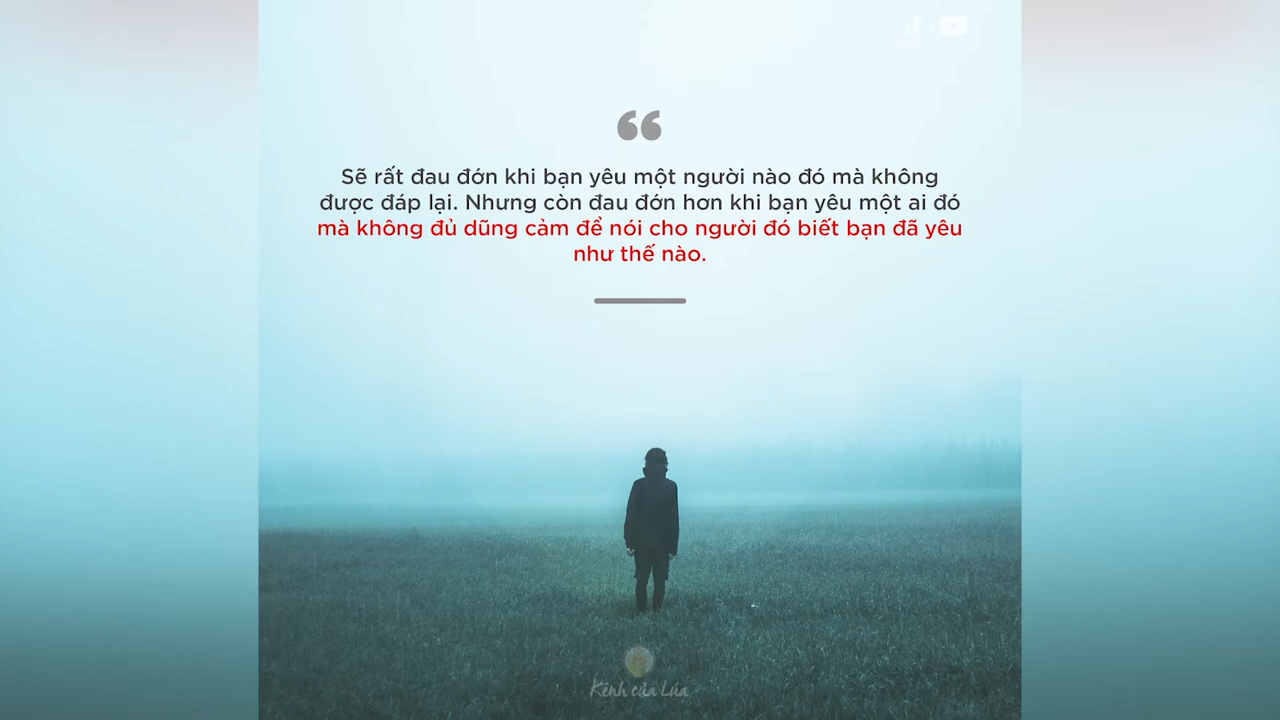 Sẽ rất đau đớn khi bạn yêu một người nào đó mà không
được đáp lại. Nhưng còn đau đớn hơn khi bạn yêu một ai đó
mà không đủ dũng cảm để nói cho người đó biết bạn đã yêu
như thế nào.
Kênh của Lúa